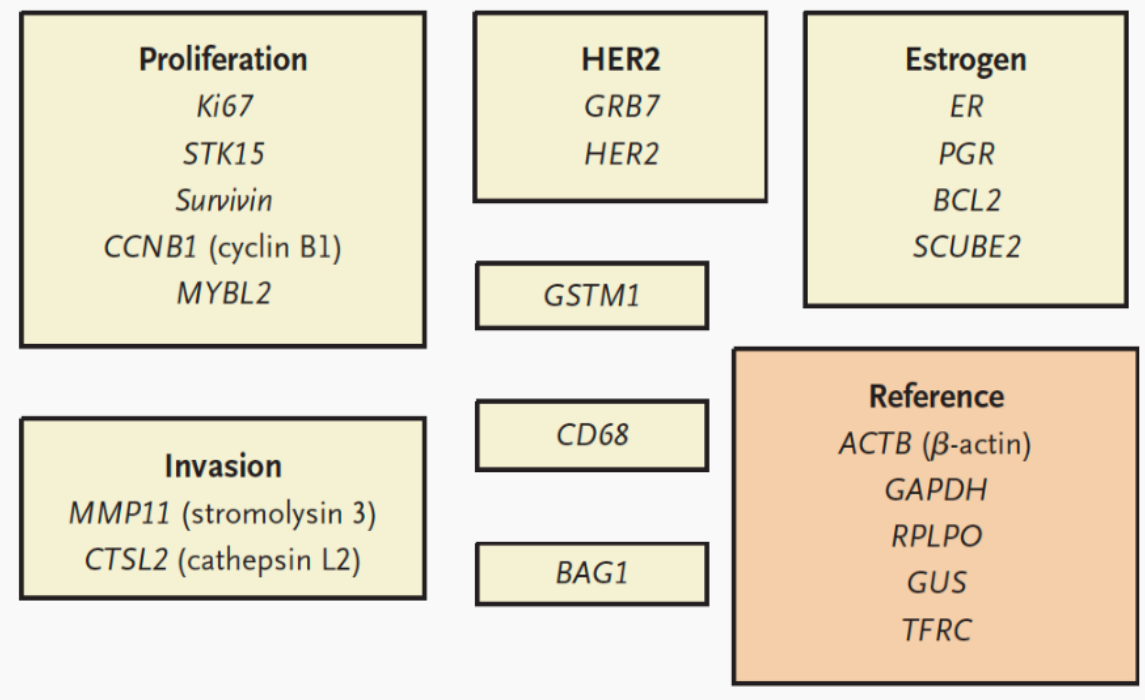 Proliferation
Ki67
STK15
Survivin
CCNB1 (cyclin B1)
MYBL2
HER2
GRB7
HER2
Estrogen
ER
PGR
BCL2
SCUBE2
GSTM1
CD68
BAG1
Invasion
MMP11 (stromolysin 3)
CTSL2 (cathepsin L2)
Reference
ACTB (β-actin)
GAPDH
RPLPO
GUS
TFRC